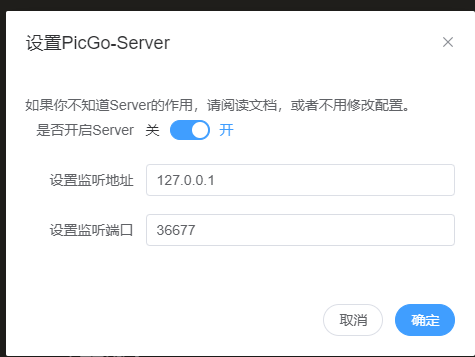 设置PicGo-Server
如果你不知道Server的作用，请阅读文档，或者不用修改配置。
是否开启Server 关 开
设置监听地址 127.0.0.1
设置监听端口 36677
取消 确定